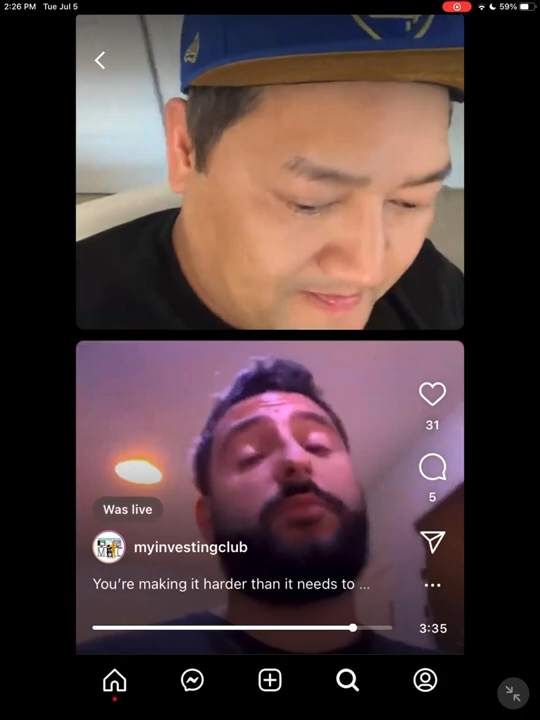 2:26 PM Tue Jul 5
59%
31
5
Was live
myinvestingclub
You're making it harder than it needs to ...
3:35